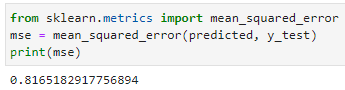 from sklearn.metrics import mean_squared_error
mse = mean_squared_error(predicted, y_test)
print(mse)
0.8165182917756894